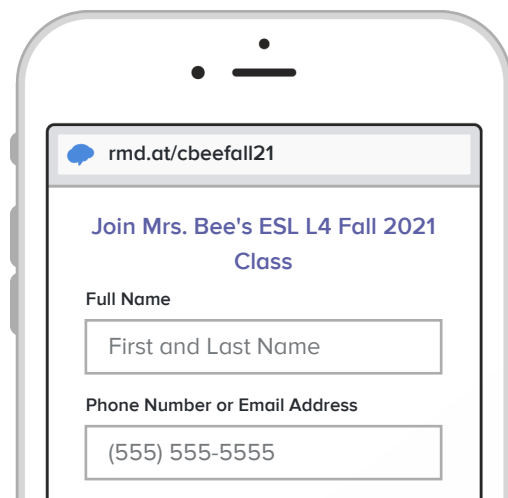 rmd.at/cbeefall21
Join Mrs. Bee's ESL L4 Fall 2021
Class
Full Name
First and Last Name
Phone Number or Email Address
(555) 555-5555